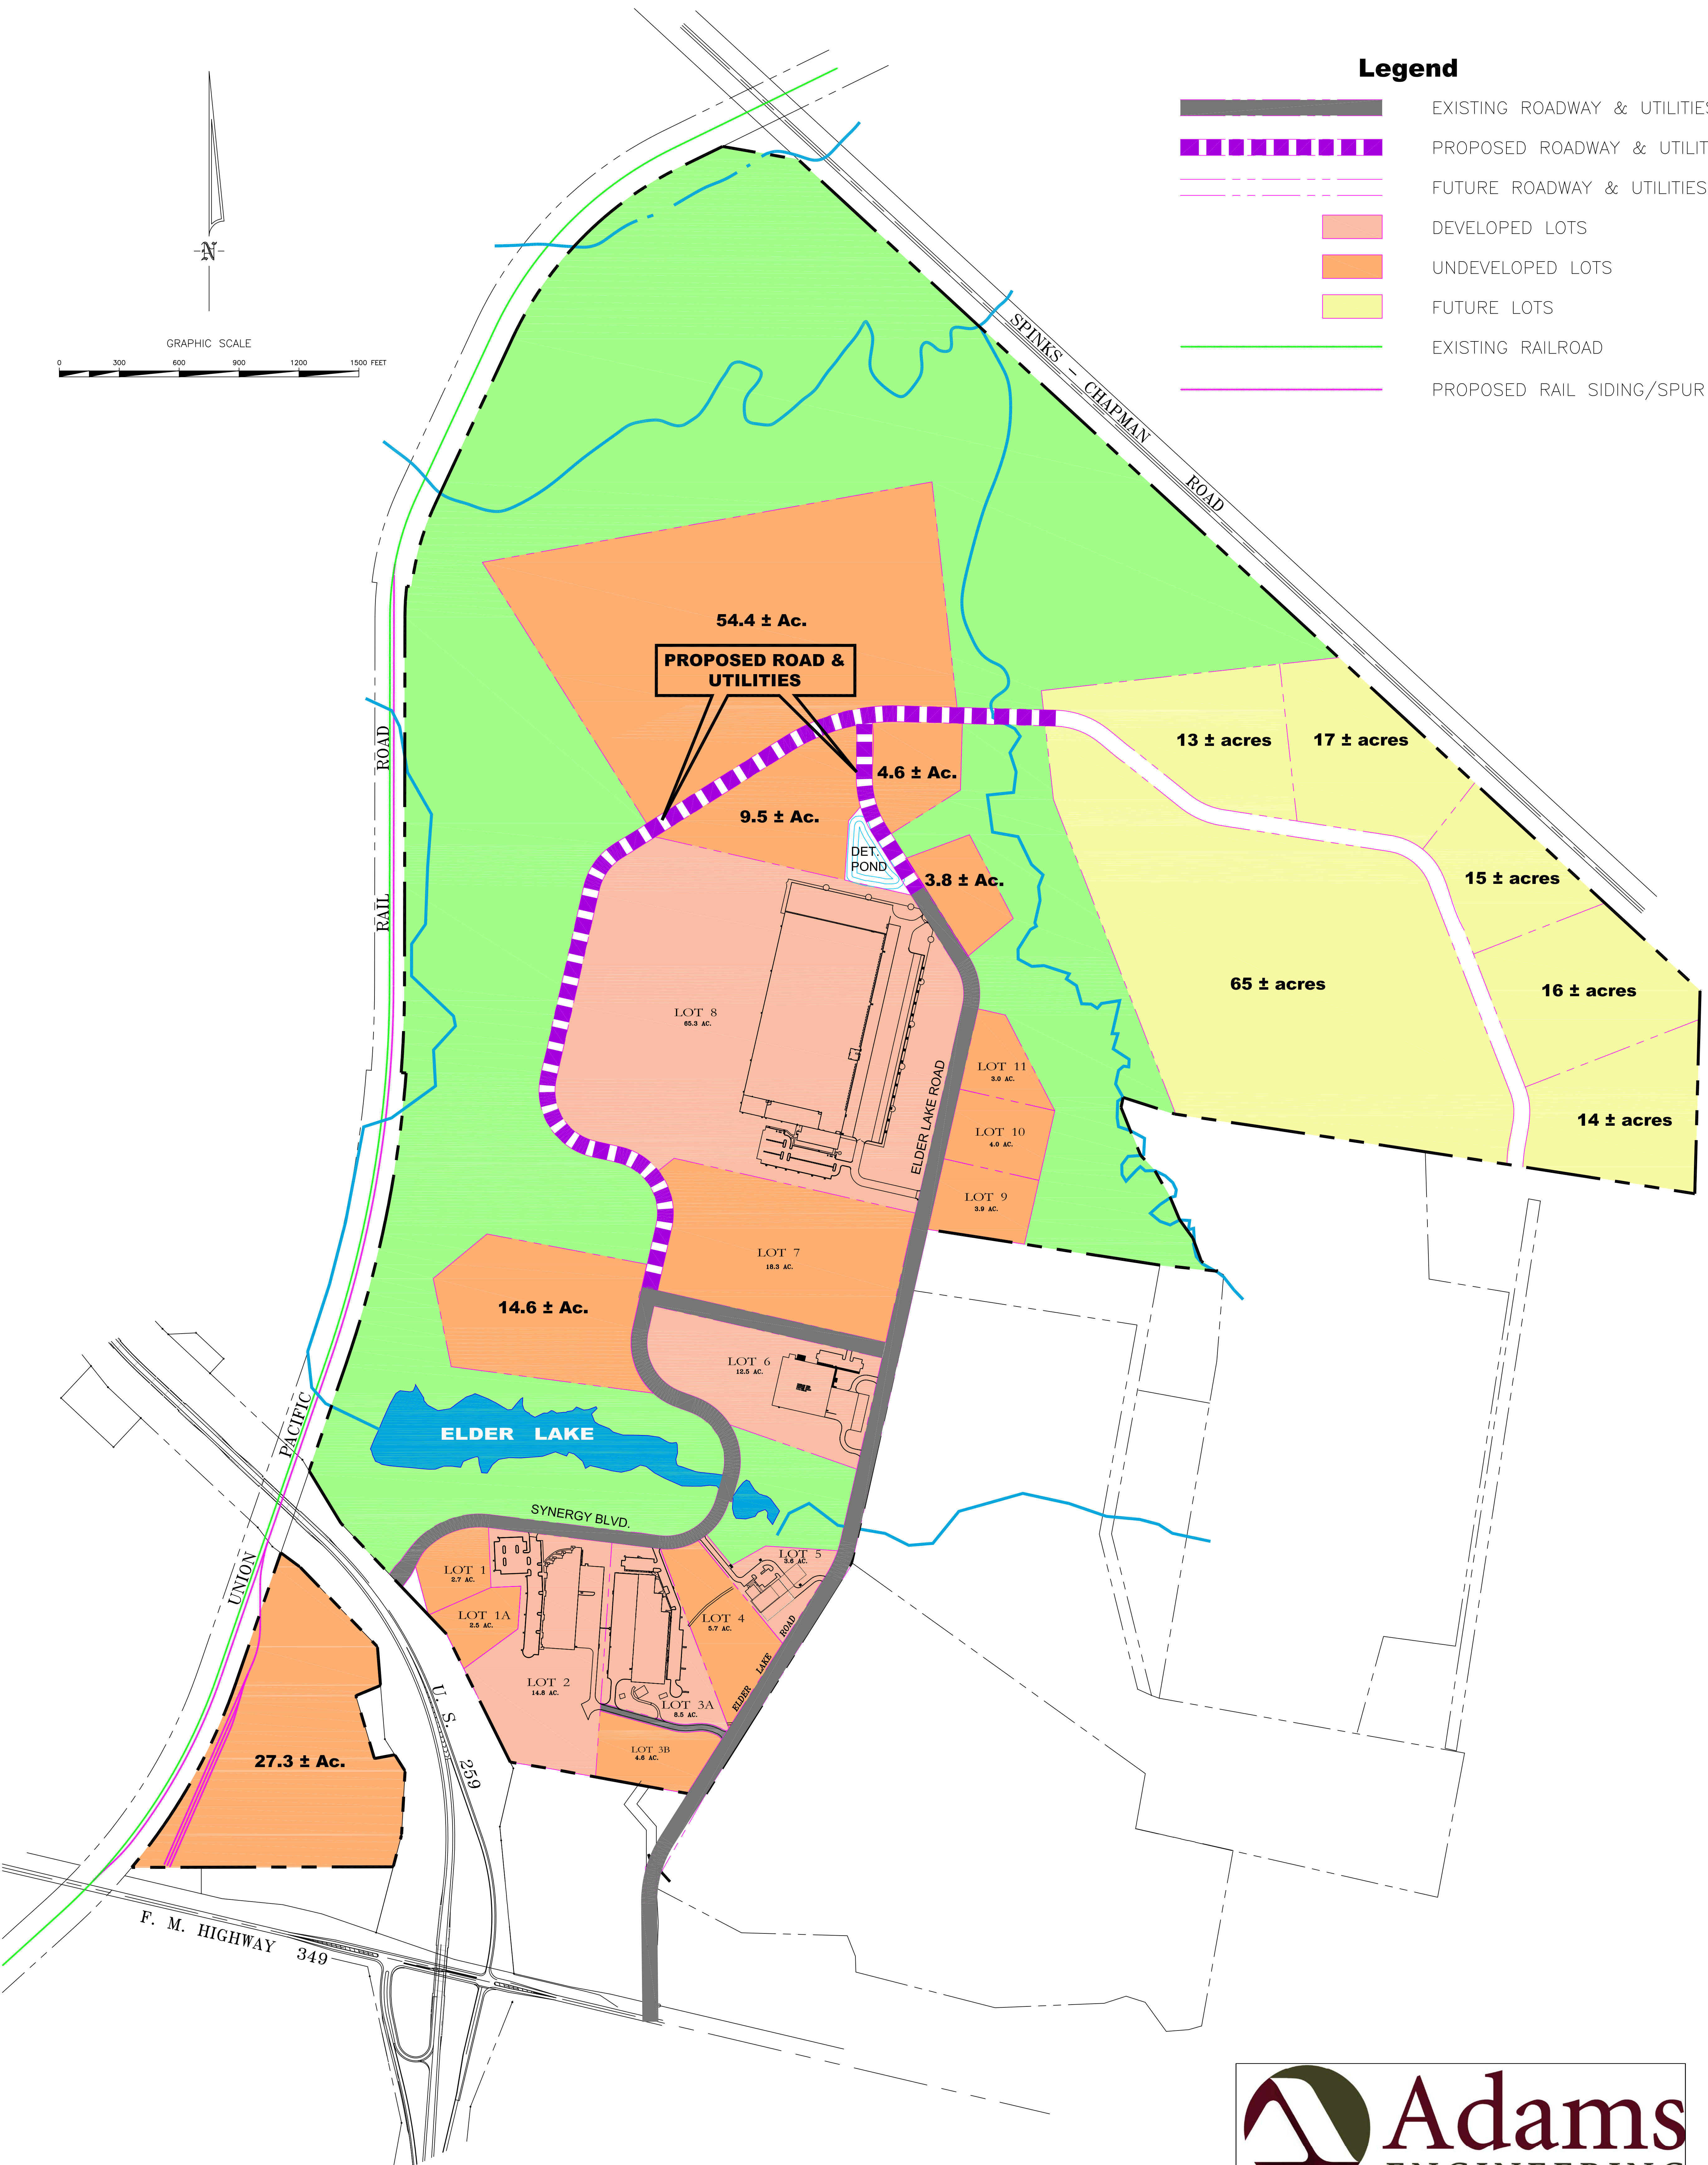 Legend
EXISTING ROADWAY & UTILITIES
PROPOSED ROADWAY & UTILIT
FUTURE ROADWAY & UTILITIES
DEVELOPED LOTS
UNDEVELOPED LOTS
FUTURE LOTS
EXISTING RAILROAD
PROPOSED RAIL SIDING/SPUR
N
GRAPHIC SCALE
0 300 600 900 1200 1500 FEET
SPINKS - CHAPMAN ROAD
54.4 ± Ac.
PROPOSED ROAD &
UTILITIES
4.6 ± Ac.
9.5 ± Ac.
DET.
POND
3.8 ± Ac.
13 ± acres
17 ± acres
15 ± acres
65 ± acres
16 ± acres
14 ± acres
LOT 8
65.3 AC.
ELDER LAKE ROAD
LOT 11
3.0 AC.
LOT 10
4.0 AC.
LOT 9
3.9 AC.
LOT 7
18.3 AC.
14.6 ± Ac.
LOT 6
12.5 AC.
ELDER LAKE
SYNERGY BLVD.
UNION PACIFIC RAIL ROAD
LOT 1
2.7 AC.
LOT 1A
2.5 AC.
LOT 2
14.8 AC.
LOT 3A
8.5 AC.
LOT 3B
4.6 AC.
LOT 4
5.7 AC.
LOT 5
3.6 AC.
ELDER LAKE ROAD
27.3 ± Ac.
U. S. 259
F. M. HIGHWAY 349
Adams
ENGINEERING